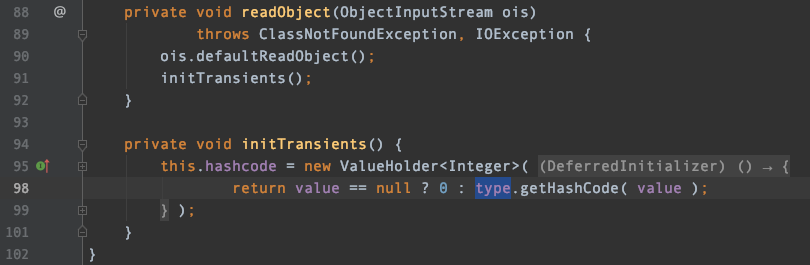 88 @ private void readObject(ObjectInputStream ois)
89 throws ClassNotFoundException, IOException {
90 ois.defaultReadObject();
91 initTransients();
92 }
93
94 private void initTransients() {
95 this.hashcode = new ValueHolder<Integer>( (DeferredInitializer) () → {
98 return value == null ? 0 : type.getHashCode( value );
99 } );
101 }
102 }